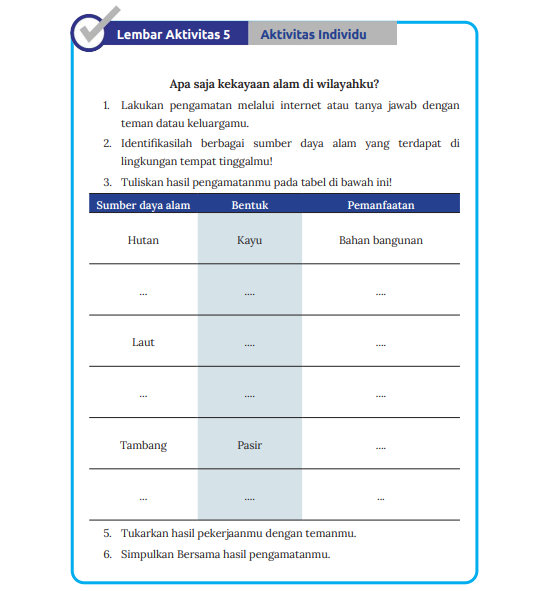 Lembar Aktivitas 5 Aktivitas Individu
Apa saja kekayaan alam di wilayahku?
1. Lakukan pengamatan melalui internet atau tanya jawab dengan
teman datau keluargamu.
2. Identifikasilah berbagai sumber daya alam yang terdapat di
lingkungan tempat tinggalmu!
3. Tuliskan hasil pengamatanmu pada tabel di bawah ini!
Sumber daya alam Bentuk Pemanfaatan
Hutan Kayu Bahan bangunan
... .... ....
Laut .... ....
... .... ....
Tambang Pasir ....
... .... ...
5. Tukarkan hasil pekerjaanmu dengan temanmu.
6. Simpulkan Bersama hasil pengamatanmu.